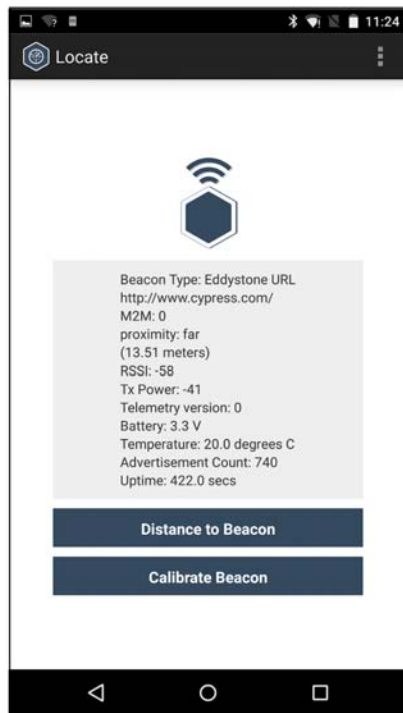 11:24
Locate
Beacon Type: Eddystone URL
http://www.cypress.com/
M2M: 0
proximity: far
(13.51 meters)
RSSI: -58
Tx Power: -41
Telemetry version: 0
Battery: 3.3 V
Temperature: 20.0 degrees C
Advertisement Count: 740
Uptime: 422.0 secs
Distance to Beacon
Calibrate Beacon